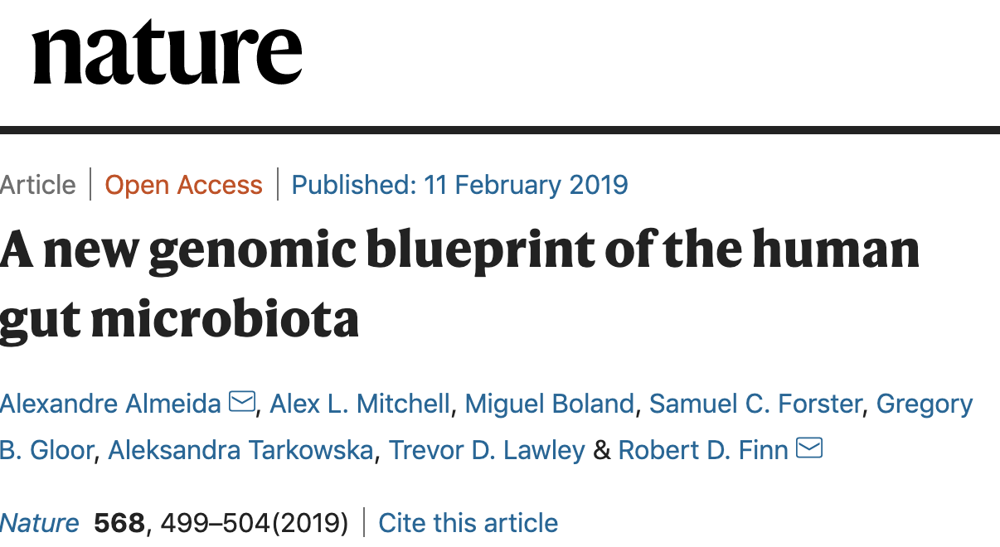 nature
Article | Open Access | Published: 11 February 2019
A new genomic blueprint of the human
gut microbiota
Alexandre Almeida, Alex L. Mitchell, Miguel Boland, Samuel C. Forster, Gregory
B. Gloor, Aleksandra Tarkowska, Trevor D. Lawley & Robert D. Finn
Nature 568, 499–504(2019) | Cite this article